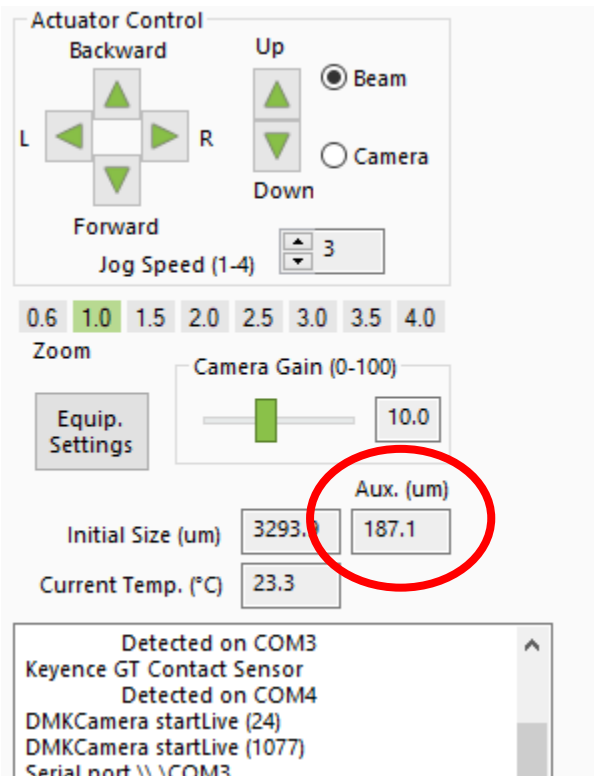 Actuator Control
Backward
Up
Beam
L
R
Camera
Down
Forward
Jog Speed (1-4)
3
0.6 1.0 1.5 2.0 2.5 3.0 3.5 4.0
Zoom
Camera Gain (0-100)
Equip.
Settings
10.0
Aux. (um)
Initial Size (um) 3293.9 187.1
Current Temp. (°C) 23.3
Detected on COM3
Keyence GT Contact Sensor
Detected on COM4
DMKCamera startLive (24)
DMKCamera startLive (1077)
Serial port \\.\COM3